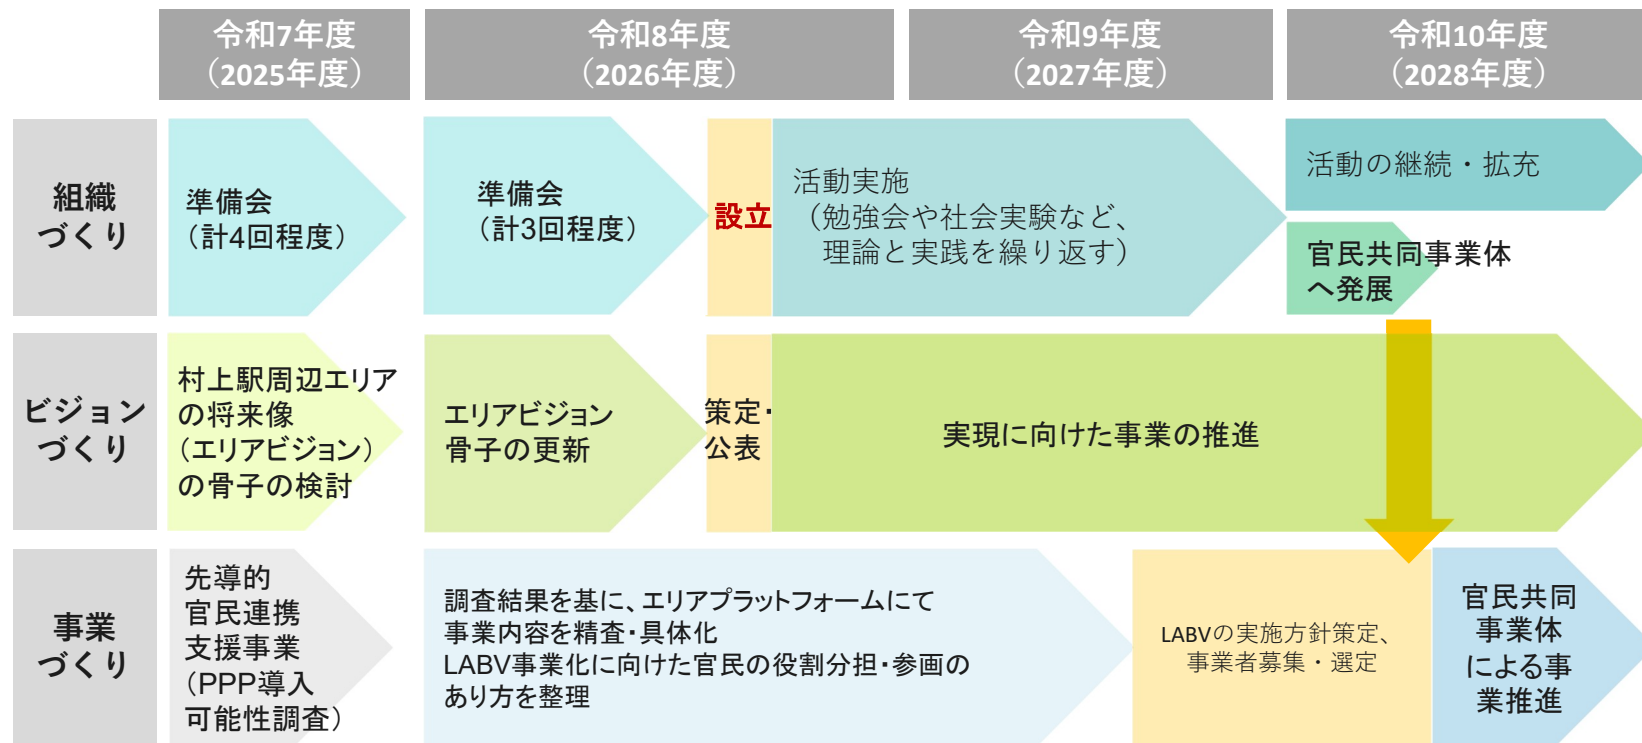 令和7年度
（2025年度）
令和8年度
（2026年度）
令和9年度
（2027年度）
令和10年度
（2028年度）
組織
づくり
準備会
（計4回程度）
準備会
（計3回程度）
設立
活動実施
（勉強会や社会実験など、
理論と実践を繰り返す）
活動の継続・拡充
官民共同事業体
へ発展
ビジョン
づくり
村上駅周辺エリア
の将来像
（エリアビジョン）
の骨子の検討
エリアビジョン
骨子の更新
策定・
公表
実現に向けた事業の推進
事業
づくり
先導的
官民連携
支援事業
（PPP導入
可能性調査）
調査結果を基に、エリアプラットフォームにて
事業内容を精査・具体化
LABV事業化に向けた官民の役割分担・参画の
あり方を整理
LABVの実施方針策定、
事業者募集・選定
官民共同
事業体
による事
業推進